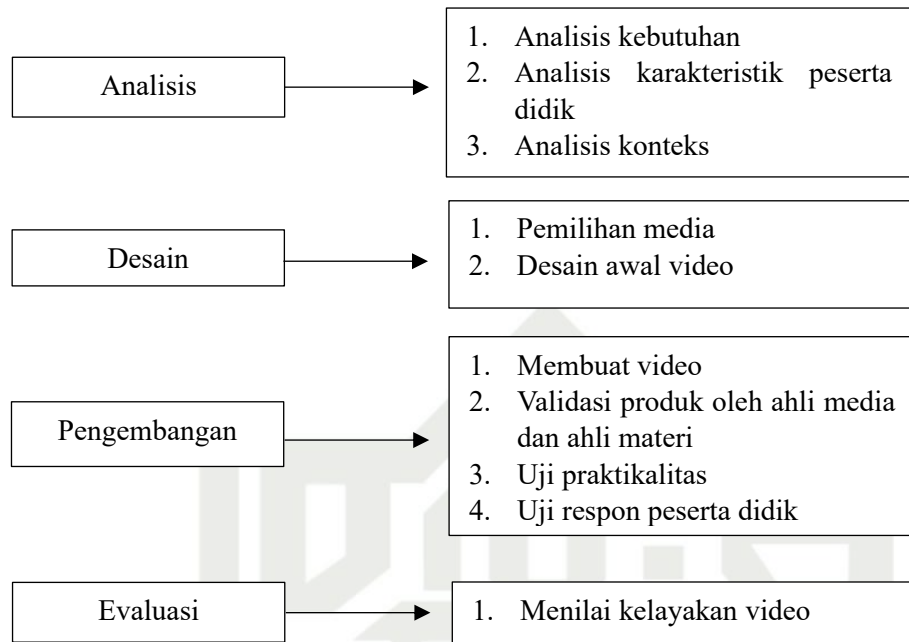 Analisis
1. Analisis kebutuhan
2. Analisis karakteristik peserta
didik
3. Analisis konteks
Desain
1. Pemilihan media
2. Desain awal video
Pengembangan
1. Membuat video
2. Validasi produk oleh ahli media
dan ahli materi
3. Uji praktikalitas
4. Uji respon peserta didik
Evaluasi
1. Menilai kelayakan video